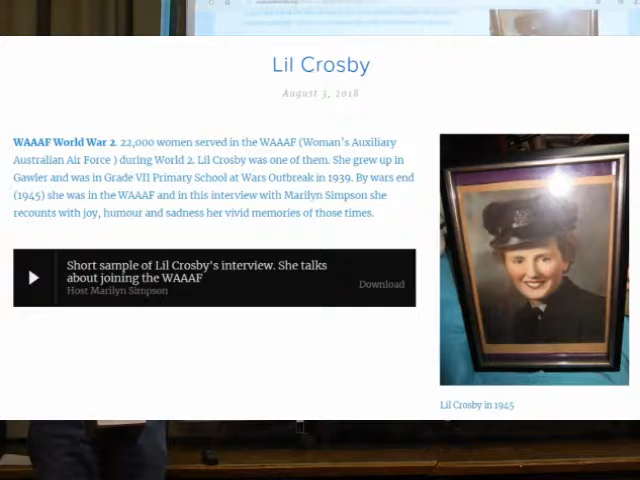 Lil Crosby
August 3, 2018
WAAAF World War 2. 22,000 women served in the WAAAF (Woman's Auxiliary
Australian Air Force ) during World 2. Lil Crosby was one of them. She grew up in
Gawler and was in Grade VII Primary School at Wars Outbreak in 1939. By wars end
(1945) she was in the WAAAF and in this interview with Marilyn Simpson she
recounts with joy, humour and sadness her vivid memories of those times.
Short sample of Lil Crosby's interview. She talks
about joining the WAAAF
Host Marilyn Simpson
Download
Lil Crosby in 1945